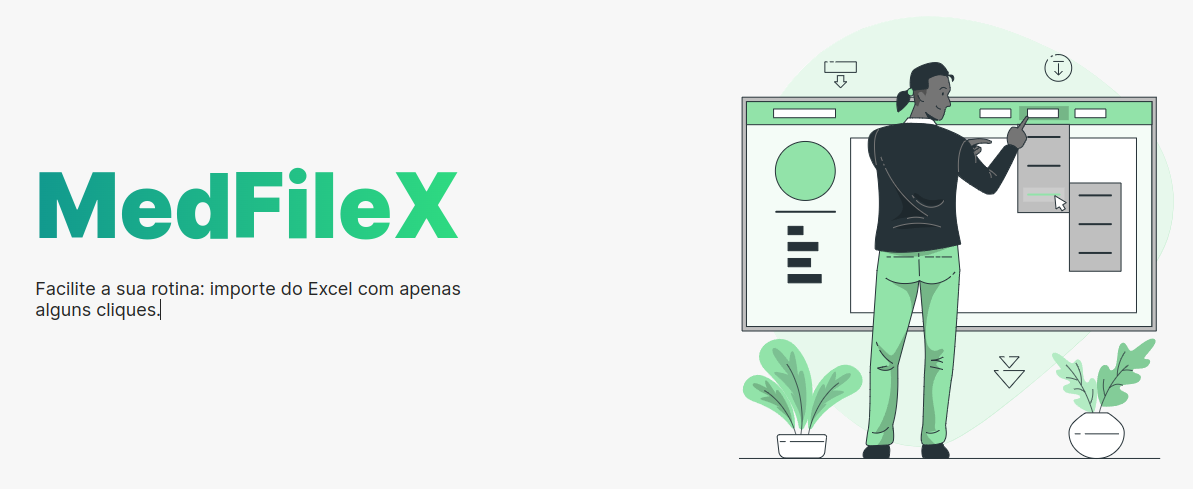 MedFileX
Facilite a sua rotina: importe do Excel com apenas
alguns cliques.